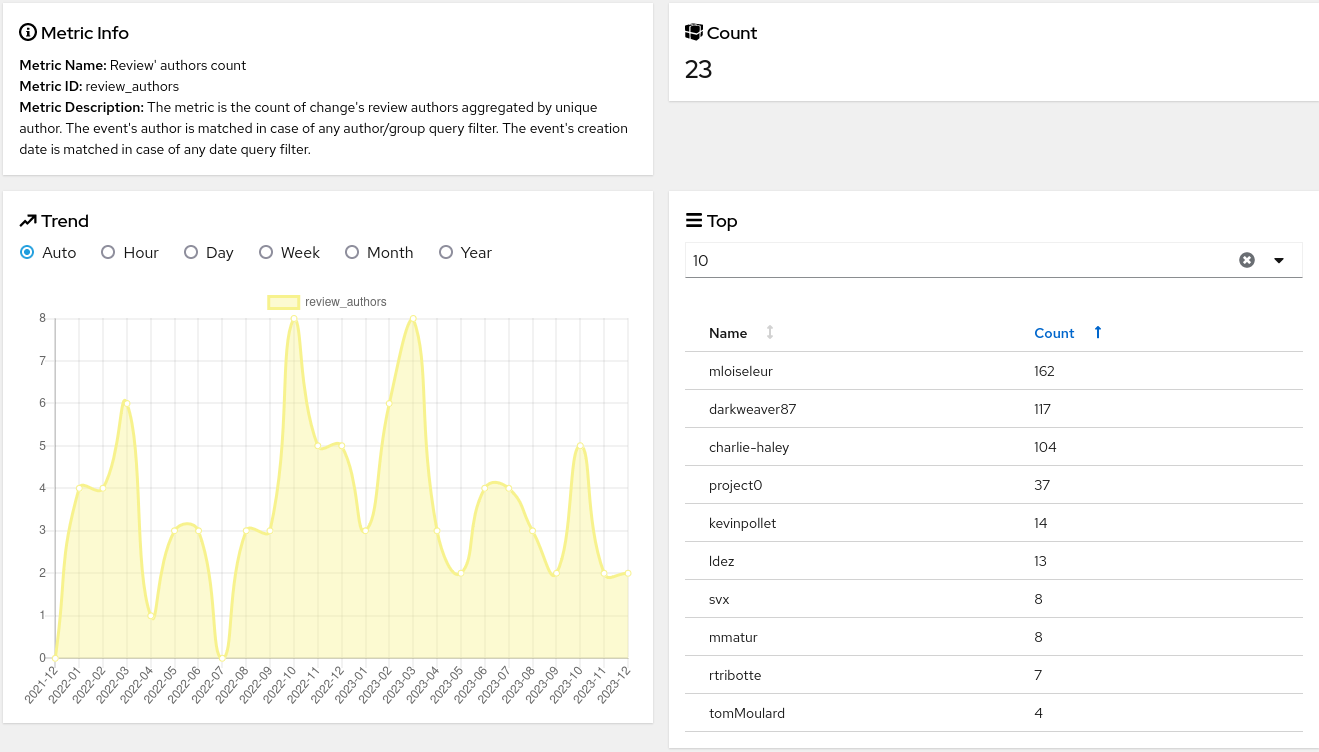 Metric Info
Metric Name: Review' authors count
Metric ID: review_authors
Metric Description: The metric is the count of change's review authors aggregated by unique
author. The event's author is matched in case of any author/group query filter. The event's creation
date is matched in case of any date query filter.
Count
23
Trend
Auto Hour Day Week Month Year
review_authors
8
7
6
5
4
3
2
1
0
2021-12 2022-01 2022-02 2022-03 2022-04 2022-05 2022-06 2022-07 2022-08 2022-09 2022-10 2022-11 2022-12 2023-01 2023-02 2023-03 2023-04 2023-05 2023-06 2023-07 2023-08 2023-09 2023-10 2023-11 2023-12
Top
10
Name Count
mloiseleur 162
darkweaver87 117
charlie-haley 104
project0 37
kevinpollet 14
ldez 13
svx 8
mmatur 8
rtribotte 7
tomMoulard 4